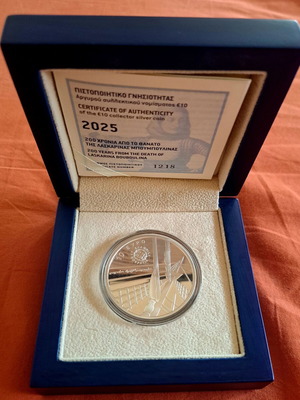 ΠΙΣΤΟΠΟΙΗΤΙΚΟ ΓΝΗΣΙΟΤΗΤΑΣ
Αργυρού συλλεκτικού νομίσματος €10
CERTIFICATE OF AUTHENTICITY
of the €10 collector silver coin
2025
200 ΧΡΟΝΙΑ ΑΠΟ ΤΟ ΘΑΝΑΤΟ
ΤΗΣ ΛΑΣΚΑΡΙΝΑΣ ΜΠΟΥΜΠΟΥΛΙΝΑΣ
200 YEARS FROM THE DEATH OF
LASKARINA BOUBOULINA
1235